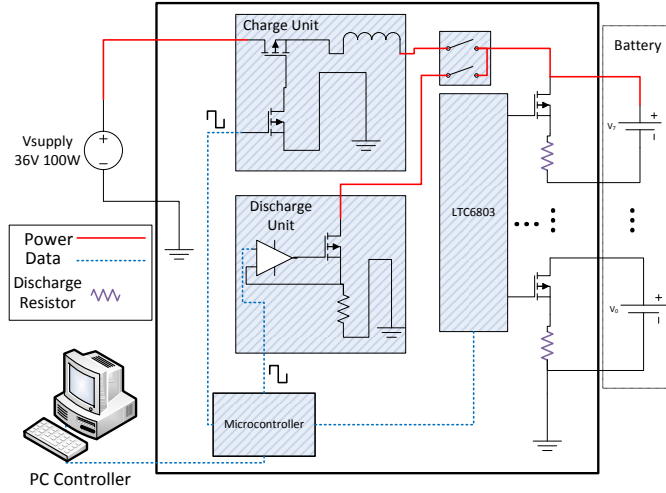 Charge Unit
Battery
Vsupply
36V 100W
V7
LTC6803
Discharge Unit
Power
Data
Discharge
Resistor
V0
Microcontroller
PC Controller